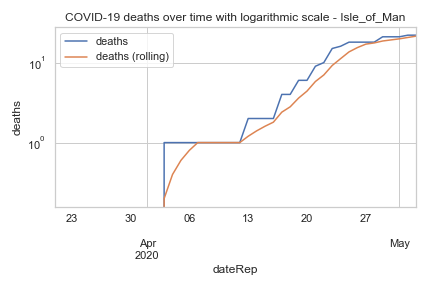 COVID-19 deaths over time with logarithmic scale - Isle_of_Man
deaths
deaths (rolling)
10^1
10^0
deaths
23 30 06 13 20 27
Apr May
2020
dateRep